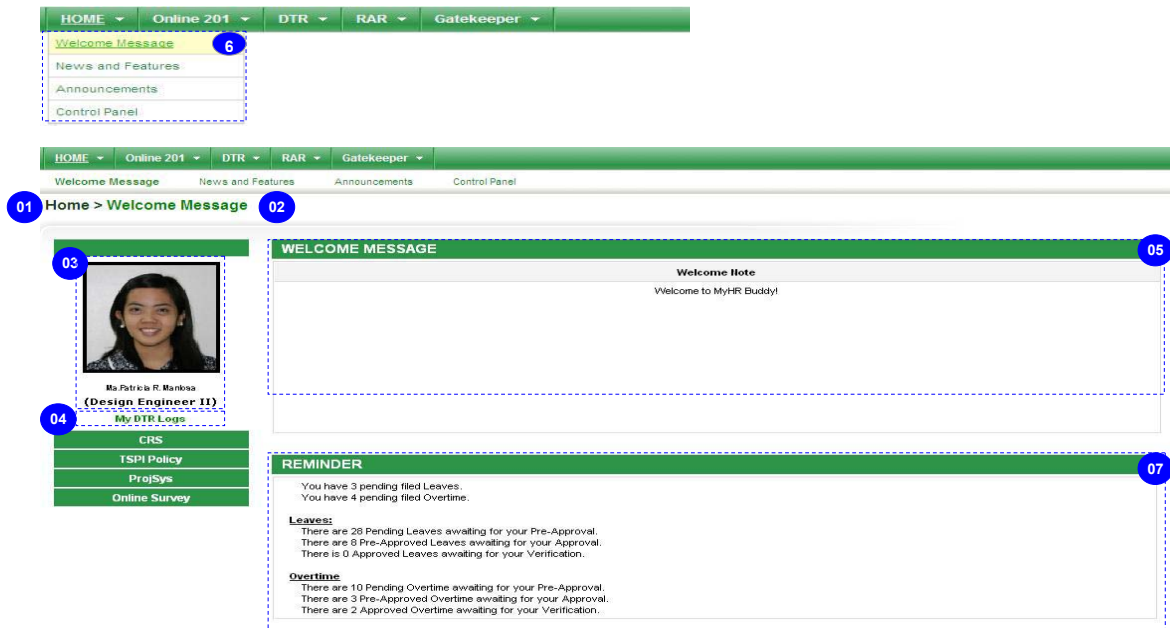 HOME Online 201 DTR RAR Gatekeeper
Welcome Message 6
News and Features
Announcements
Control Panel
HOME Online 201 DTR RAR Gatekeeper
Welcome Message News and Features Announcements Control Panel
01 Home > Welcome Message 02
03
Ma.Patricia R. Manlosa
(Design Engineer II)
04 My DTR Logs
CRS
TSPI Policy
ProjSys
Online Survey
WELCOME MESSAGE 05
Welcome Note
Welcome to MyHR Buddy!
REMINDER 07
You have 3 pending filed Leaves.
You have 4 pending filed Overtime.
Leaves:
There are 28 Pending Leaves awaiting for your Pre-Approval.
There are 8 Pre-Approved Leaves awaiting for your Approval.
There is 0 Approved Leaves awaiting for your Verification.
Overtime
There are 10 Pending Overtime awaiting for your Pre-Approval.
There are 3 Pre-Approved Overtime awaiting for your Approval.
There are 2 Approved Overtime awaiting for your Verification.